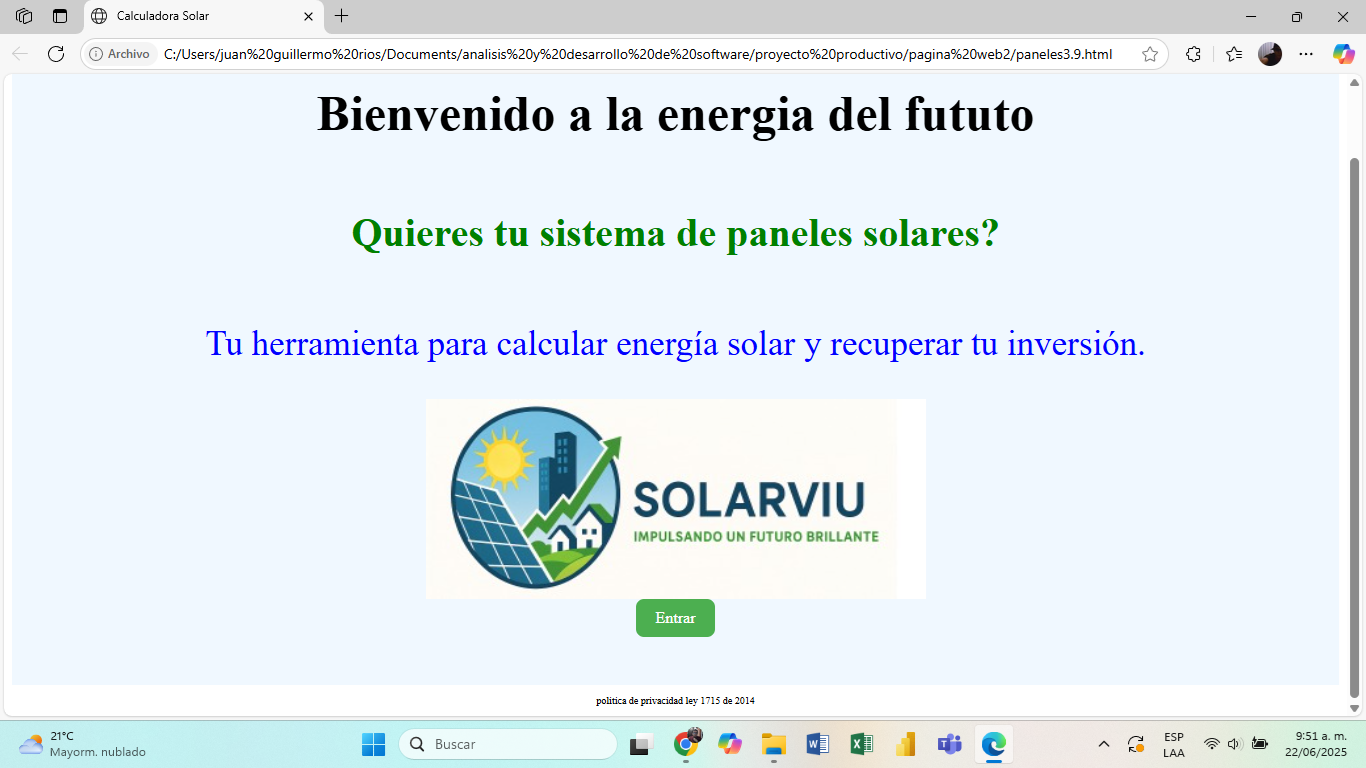 Calculadora Solar
Archivo C:/Users/juan%20guillermo%20rios/Documents/analisis%20y%20desarrollo%20de%20software/proyecto%20productivo/pagina%20web2/paneles3.9.html
Bienvenido a la energia del fututo
Quieres tu sistema de paneles solares?
Tu herramienta para calcular energía solar y recuperar tu inversión.
SOLARVIU
IMPULSANDO UN FUTURO BRILLANTE
Entrar
politica de privacidad ley 1715 de 2014
21°C
Mayorm. nublado
Buscar
ESP
LAA
9:51 a. m.
22/06/2025